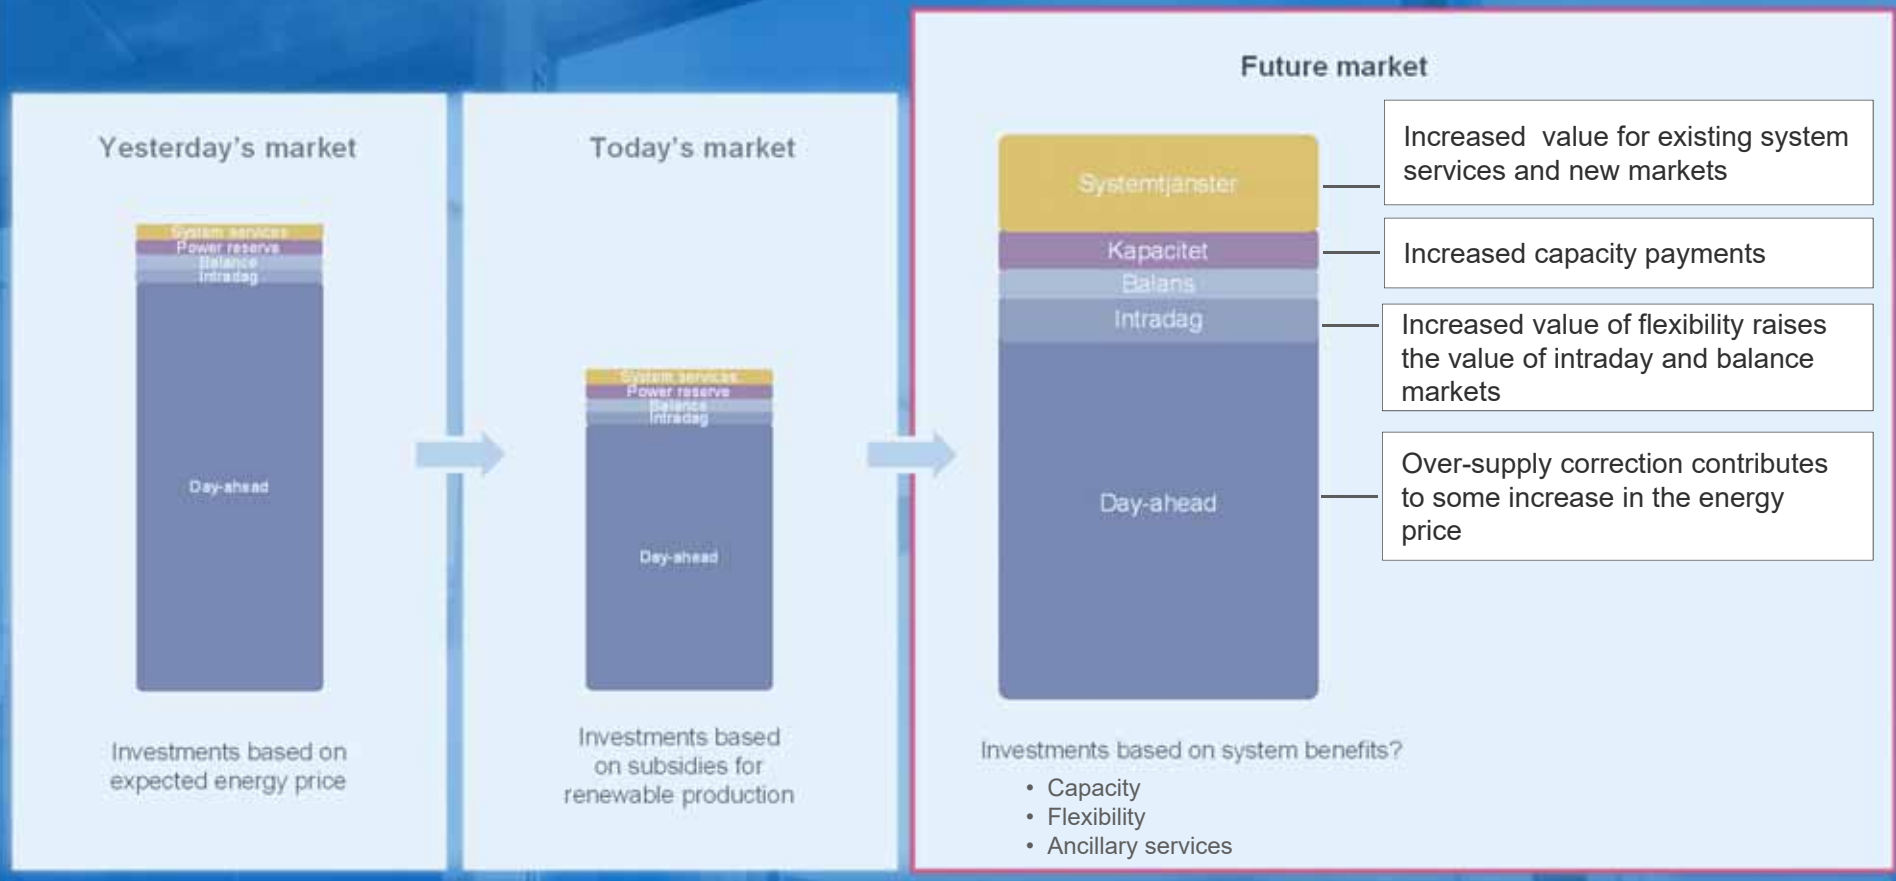 Yesterday's market
System services
Power reserve
Balance
Intradag
Day-ahead
Investments based on
expected energy price
Today's market
System services
Power reserve
Balance
Intradag
Day-ahead
Investments based
on subsidies for
renewable production
Future market
Systemtjänster
Kapacitet
Balans
Intradag
Day-ahead
Increased value for existing system
services and new markets
Increased capacity payments
Increased value of flexibility raises
the value of intraday and balance
markets
Over-supply correction contributes
to some increase in the energy
price
Investments based on system benefits?
• Capacity
• Flexibility
• Ancillary services